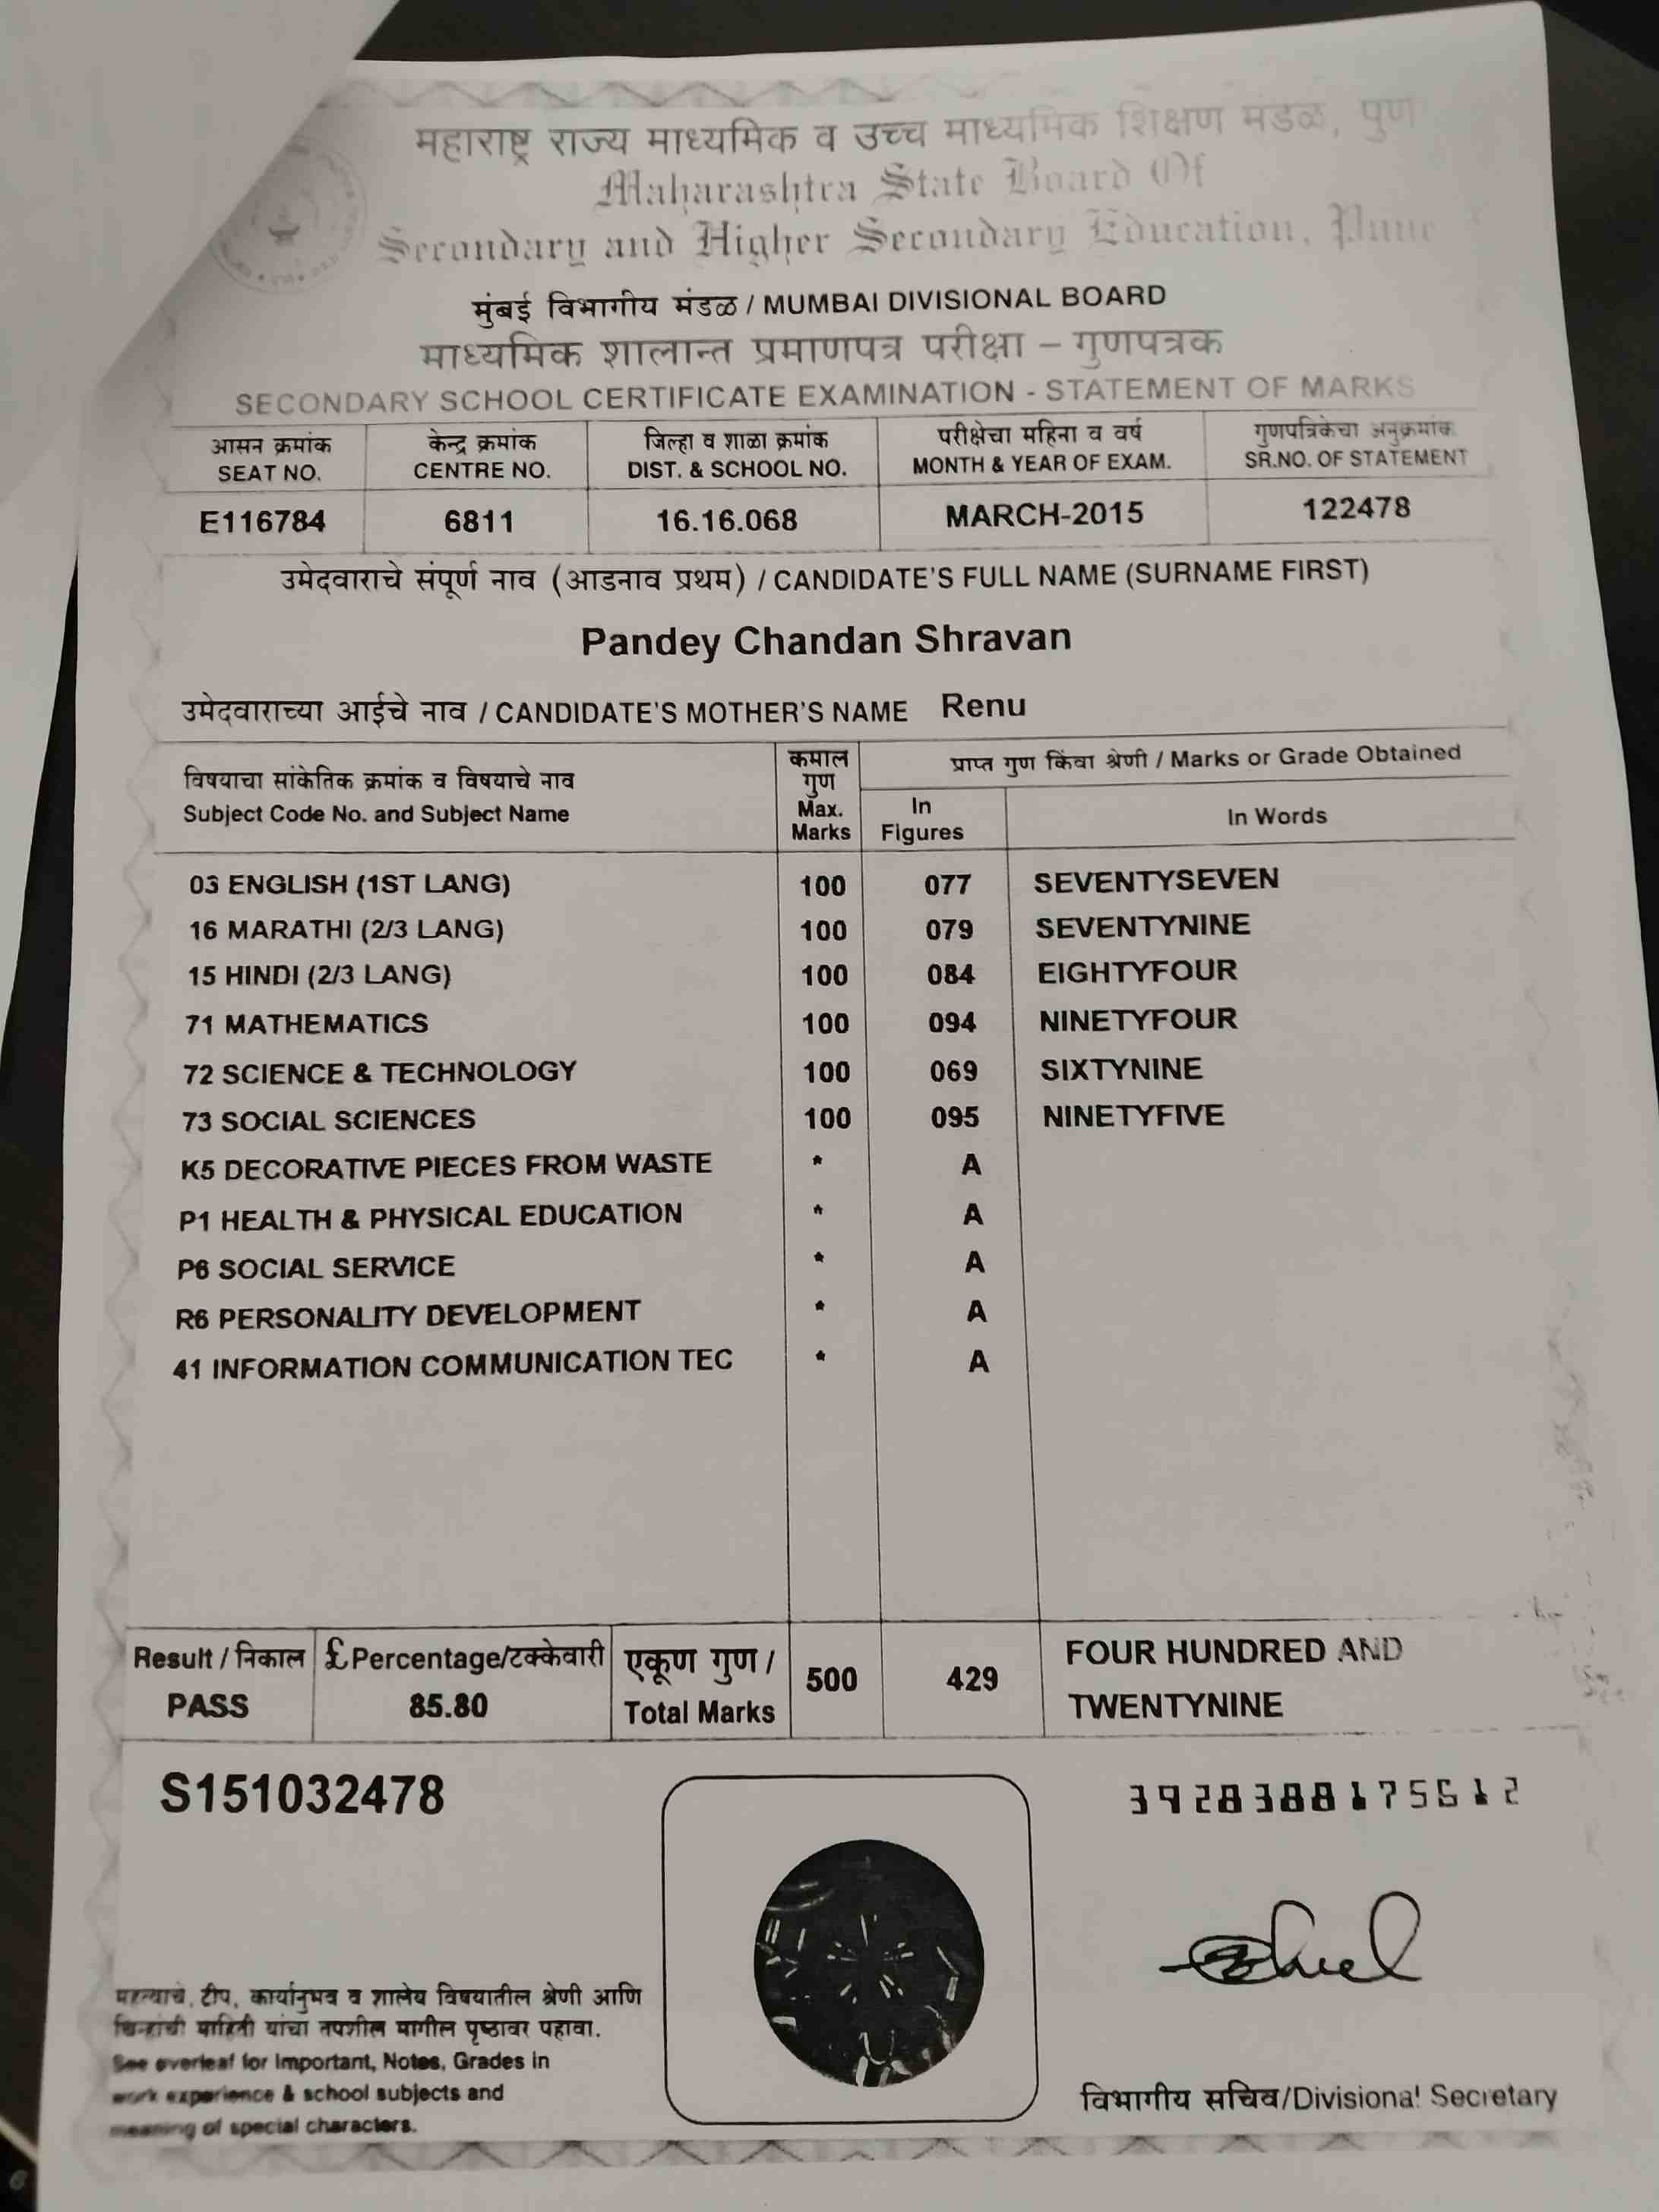 महाराष्ट्र राज्य माध्यमिक व उच्च माध्यमिक शिक्षण मंडळ, पुणे
Maharashtra State Board Of
Secondary and Higher Secondary Education, Pune
मुंबई विभागीय मंडळ / MUMBAI DIVISIONAL BOARD
माध्यमिक शालान्त प्रमाणपत्र परीक्षा – गुणपत्रक
SECONDARY SCHOOL CERTIFICATE EXAMINATION - STATEMENT OF MARKS
आसन क्रमांक केन्द्र क्रमांक जिल्हा व शाळा क्रमांक परीक्षेचा महिना व वर्ष गुणपत्रिकेचा अनुक्रमांक
SEAT NO. CENTRE NO. DIST. & SCHOOL NO. MONTH & YEAR OF EXAM. SR.NO. OF STATEMENT
E116784 6811 16.16.068 MARCH-2015 122478
उमेदवाराचे संपूर्ण नाव (आडनाव प्रथम) / CANDIDATE'S FULL NAME (SURNAME FIRST)
Pandey Chandan Shravan
उमेदवाराच्या आईचे नाव / CANDIDATE'S MOTHER'S NAME Renu
विषयाचा सांकेतिक क्रमांक व विषयाचे नाव
Subject Code No. and Subject Name
कमाल
गुण
Max.
Marks
प्राप्त गुण किंवा श्रेणी / Marks or Grade Obtained
In
Figures
In Words
03 ENGLISH (1ST LANG) 100 077 SEVENTYSEVEN
16 MARATHI (2/3 LANG) 100 079 SEVENTYNINE
15 HINDI (2/3 LANG) 100 084 EIGHTYFOUR
71 MATHEMATICS 100 094 NINETYFOUR
72 SCIENCE & TECHNOLOGY 100 069 SIXTYNINE
73 SOCIAL SCIENCES 100 095 NINETYFIVE
K5 DECORATIVE PIECES FROM WASTE * A
P1 HEALTH & PHYSICAL EDUCATION * A
P6 SOCIAL SERVICE * A
R6 PERSONALITY DEVELOPMENT * A
41 INFORMATION COMMUNICATION TEC * A
Result / निकाल £ Percentage/टक्केवारी एकूण गुण / 500 429 FOUR HUNDRED AND
PASS 85.80 Total Marks TWENTYNINE
S151032478
3928388175512
महत्वाचे, टीप, कार्यानुभव व शालेय विषयातील श्रेणी आणि
चिन्हांची माहिती यांचा तपशील मागील पृष्ठावर पहावा.
See overleaf for Important, Notes, Grades in
work experience & school subjects and
meaning of special characters.
विभागीय सचिव/Divisional Secretary